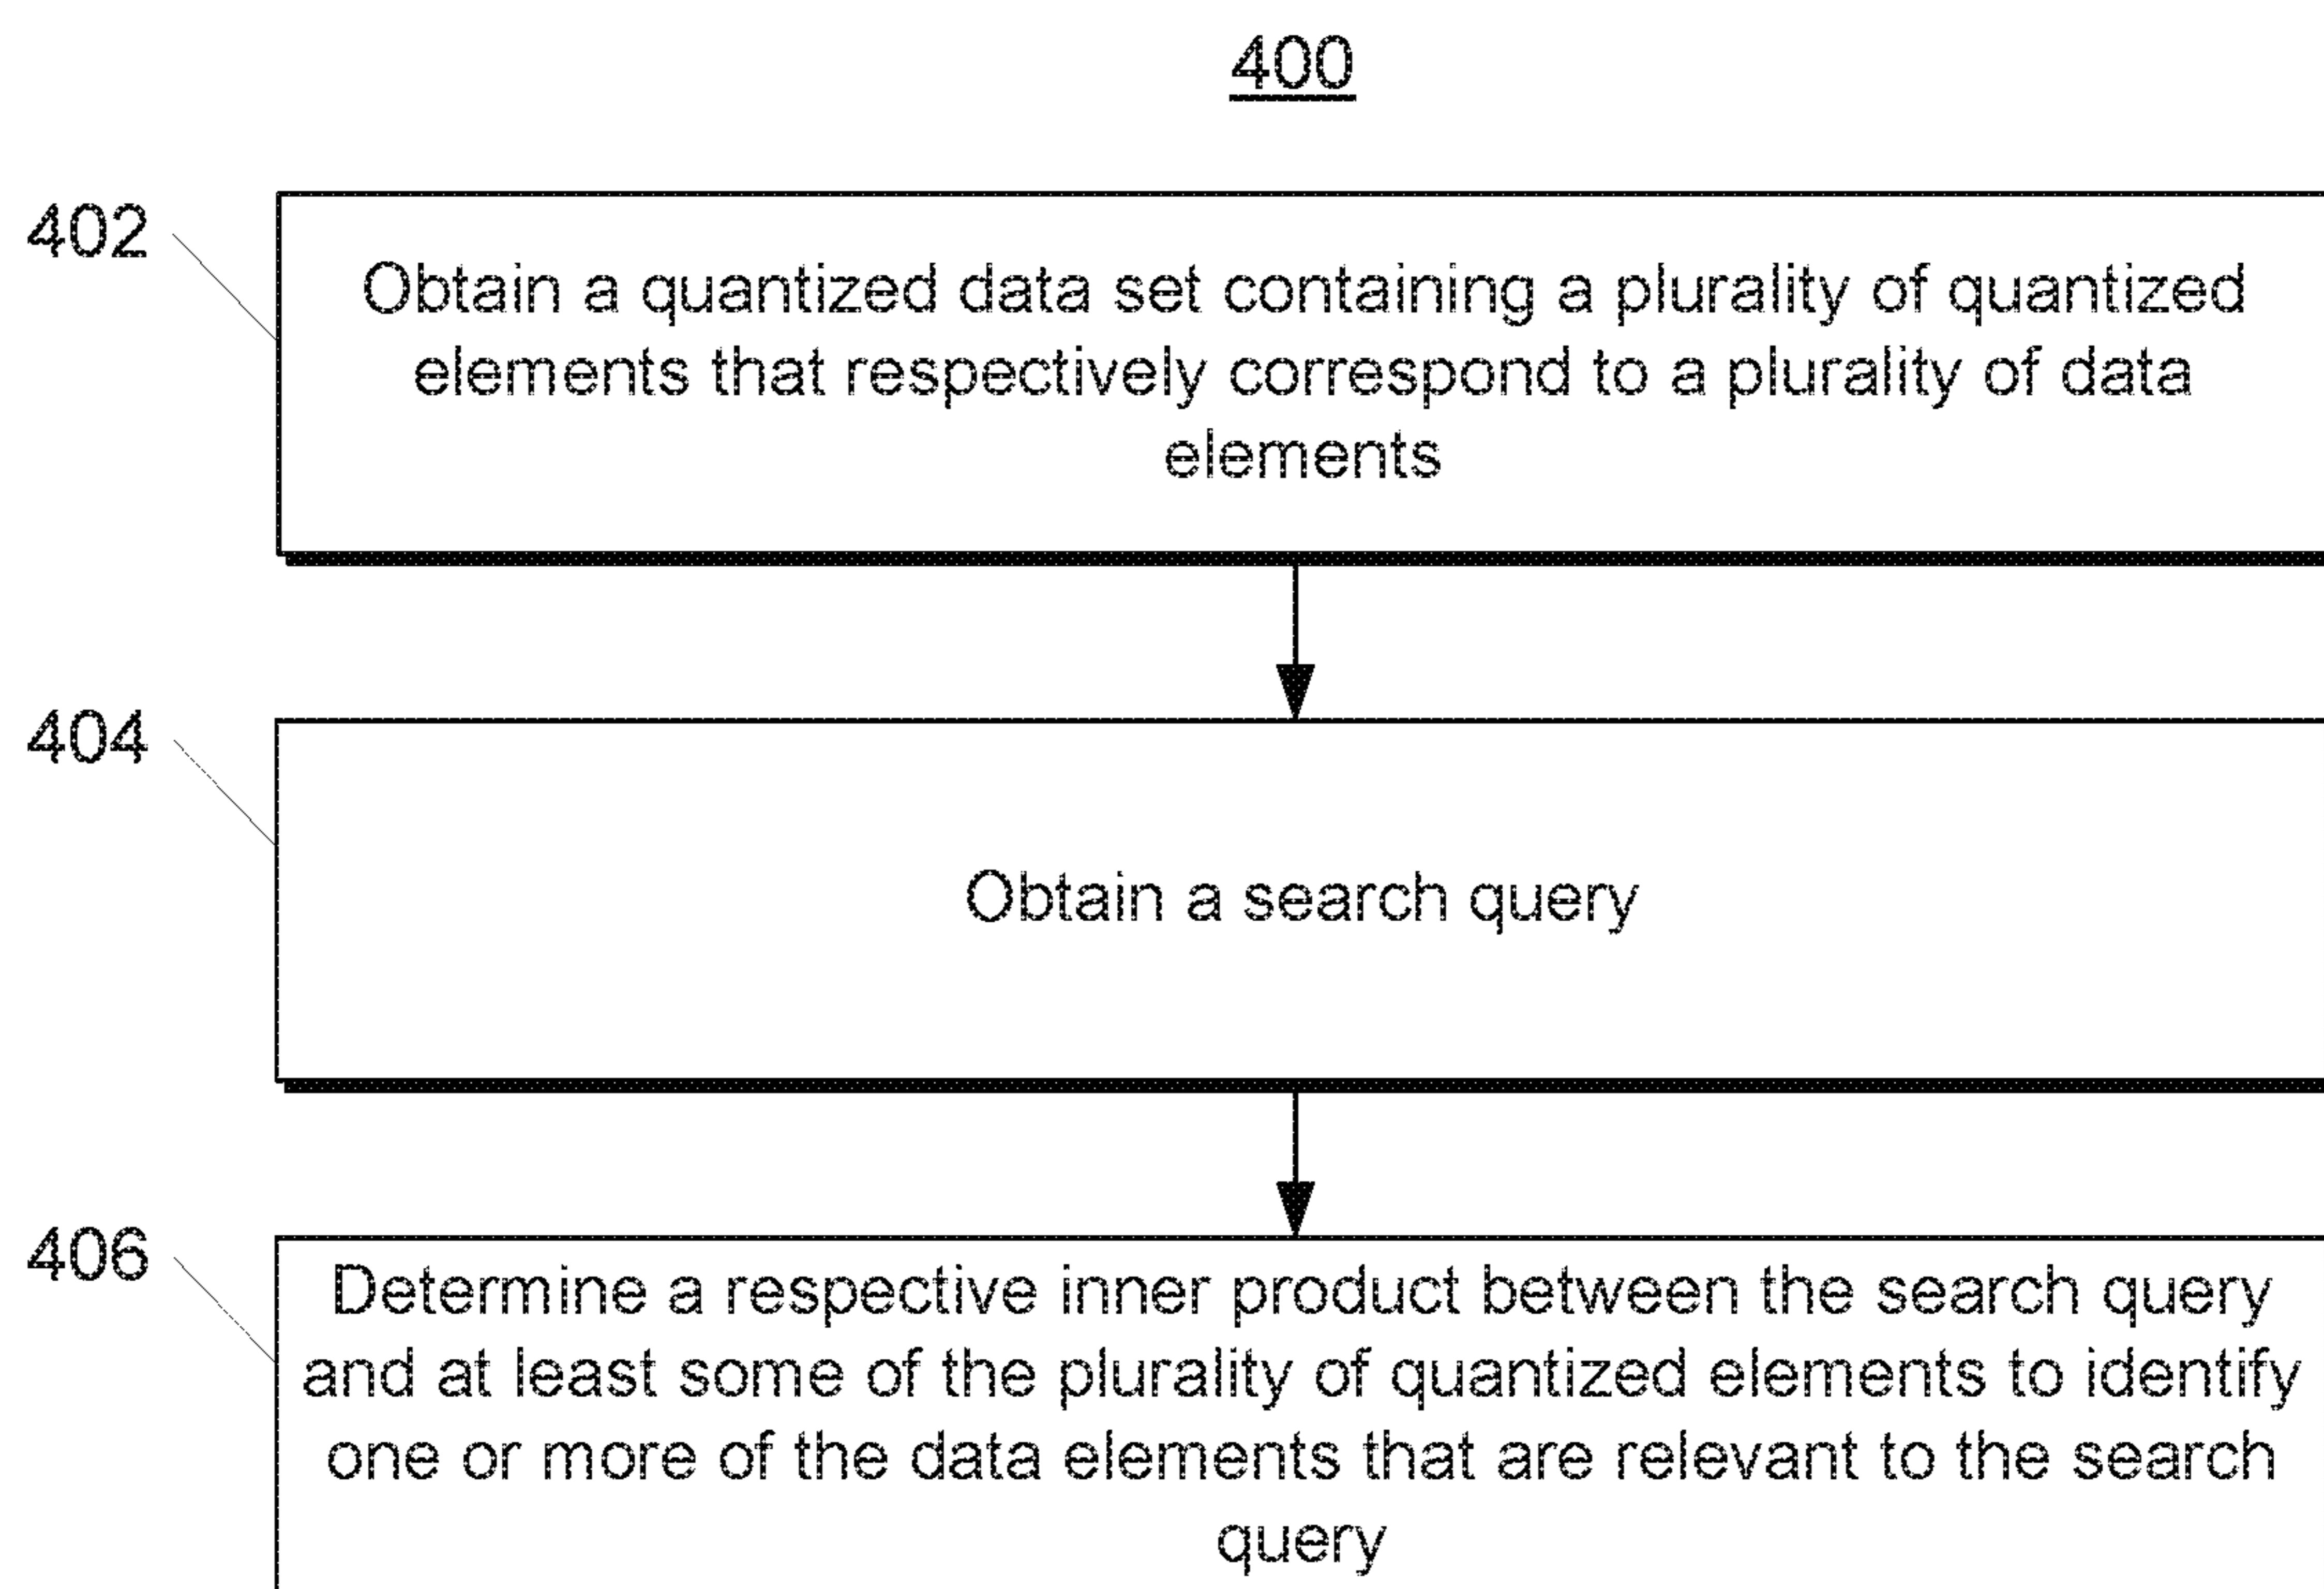 400
402
Obtain a quantized data set containing a plurality of quantized
elements that respectively correspond to a plurality of data
elements
404
Obtain a search query
406
Determine a respective inner product between the search query
and at least some of the plurality of quantized elements to identify
one or more of the data elements that are relevant to the search
query